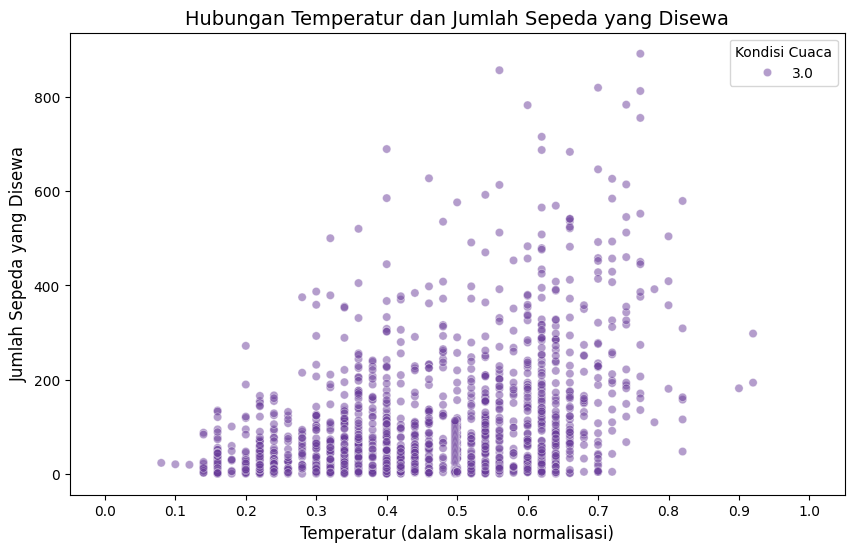 Hubungan Temperatur dan Jumlah Sepeda yang Disewa
Kondisi Cuaca
3.0
Jumlah Sepeda yang Disewa
800
600
400
200
0
0.0 0.1 0.2 0.3 0.4 0.5 0.6 0.7 0.8 0.9 1.0
Temperatur (dalam skala normalisasi)